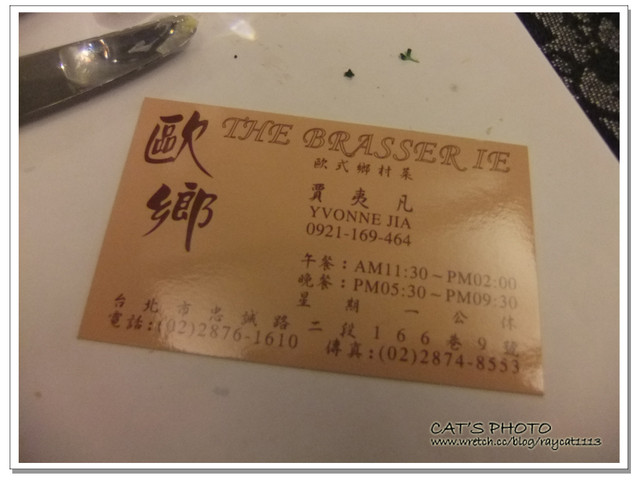 歐鄉
THE BRASSER IE
歐式鄉村菜
賈夷凡
YVONNE JIA
0921-169-464
午餐：AM11:30～PM02:00
晚餐：PM05:30～PM09:30
星期一公休
台北市忠誠路二段166巷9號
電話:(02)2876-1610
傳真:(02)2874-8553
CAT'S PHOTO
www.wretch.cc/blog/raycat1113